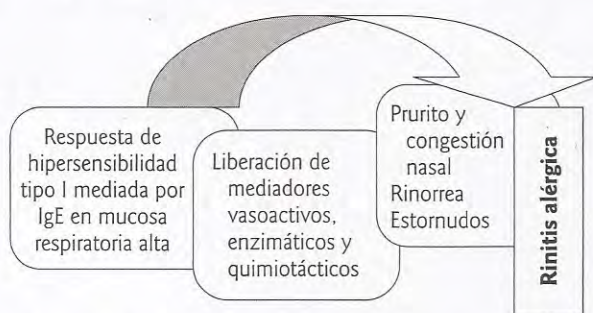 Respuesta de
hipersensibilidad
tipo I mediada por
IgE en mucosa
respiratoria alta
Liberación de
mediadores
vasoactivos,
enzimáticos y
quimiotácticos
Prurito y
congestión
nasal
Rinorrea
Estornudos
Rinitis alérgica